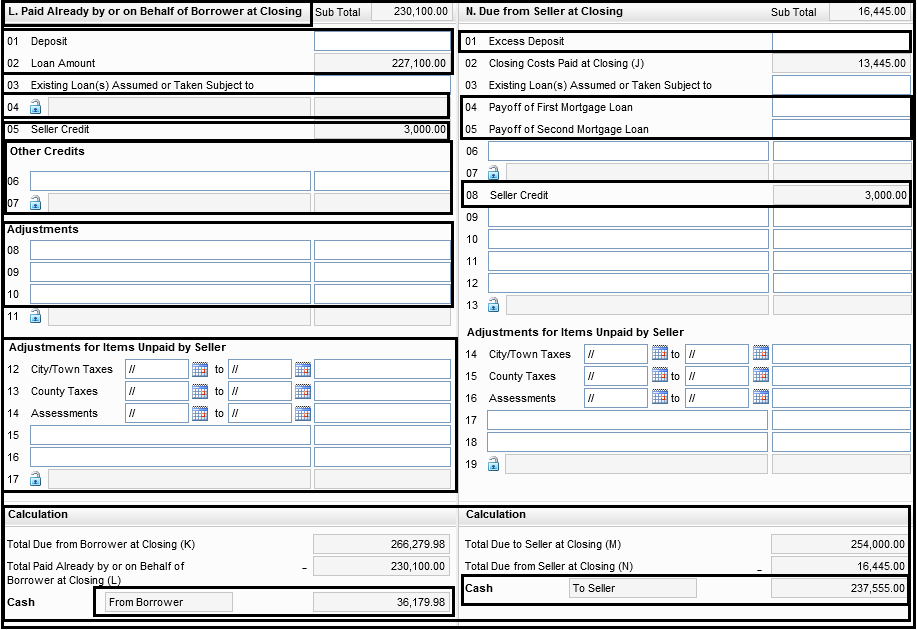 L. Paid Already by or on Behalf of Borrower at Closing Sub Total 230,100.00
01 Deposit
02 Loan Amount 227,100.00
03 Existing Loan(s) Assumed or Taken Subject to
04
05 Seller Credit 3,000.00
Other Credits
06
07
Adjustments
08
09
10
11
Adjustments for Items Unpaid by Seller
12 City/Town Taxes // to //
13 County Taxes // to //
14 Assessments // to //
15
16
17
Calculation
Total Due from Borrower at Closing (K) 266,279.98
Total Paid Already by or on Behalf of
Borrower at Closing (L) – 230,100.00
Cash From Borrower 36,179.98
N. Due from Seller at Closing Sub Total 16,445.00
01 Excess Deposit
02 Closing Costs Paid at Closing (J) 13,445.00
03 Existing Loan(s) Assumed or Taken Subject to
04 Payoff of First Mortgage Loan
05 Payoff of Second Mortgage Loan
06
07
08 Seller Credit 3,000.00
09
10
11
12
13
Adjustments for Items Unpaid by Seller
14 City/Town Taxes // to //
15 County Taxes // to //
16 Assessments // to //
17
18
19
Calculation
Total Due to Seller at Closing (M) 254,000.00
Total Due from Seller at Closing (N) – 16,445.00
Cash To Seller 237,555.00